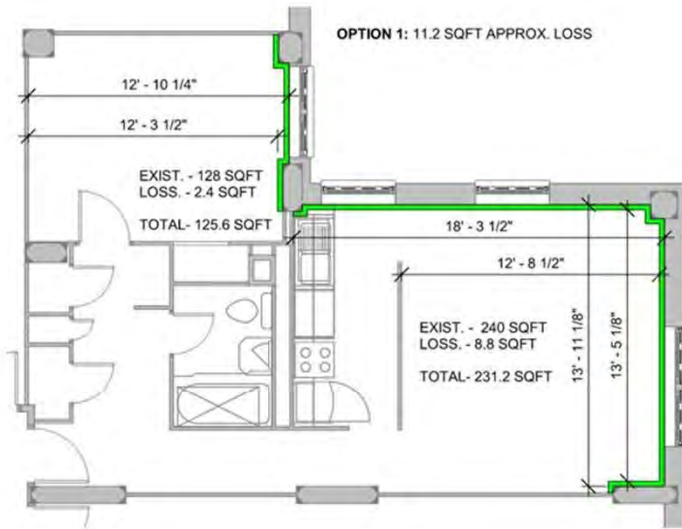 OPTION 1: 11.2 SQFT APPROX. LOSS
12' - 10 1/4"
12' - 3 1/2"
EXIST. - 128 SQFT
LOSS. - 2.4 SQFT
TOTAL- 125.6 SQFT
18' - 3 1/2"
12' - 8 1/2"
EXIST. - 240 SQFT
LOSS. - 8.8 SQFT
TOTAL- 231.2 SQFT
13' - 11 1/8"
13' - 5 1/8"